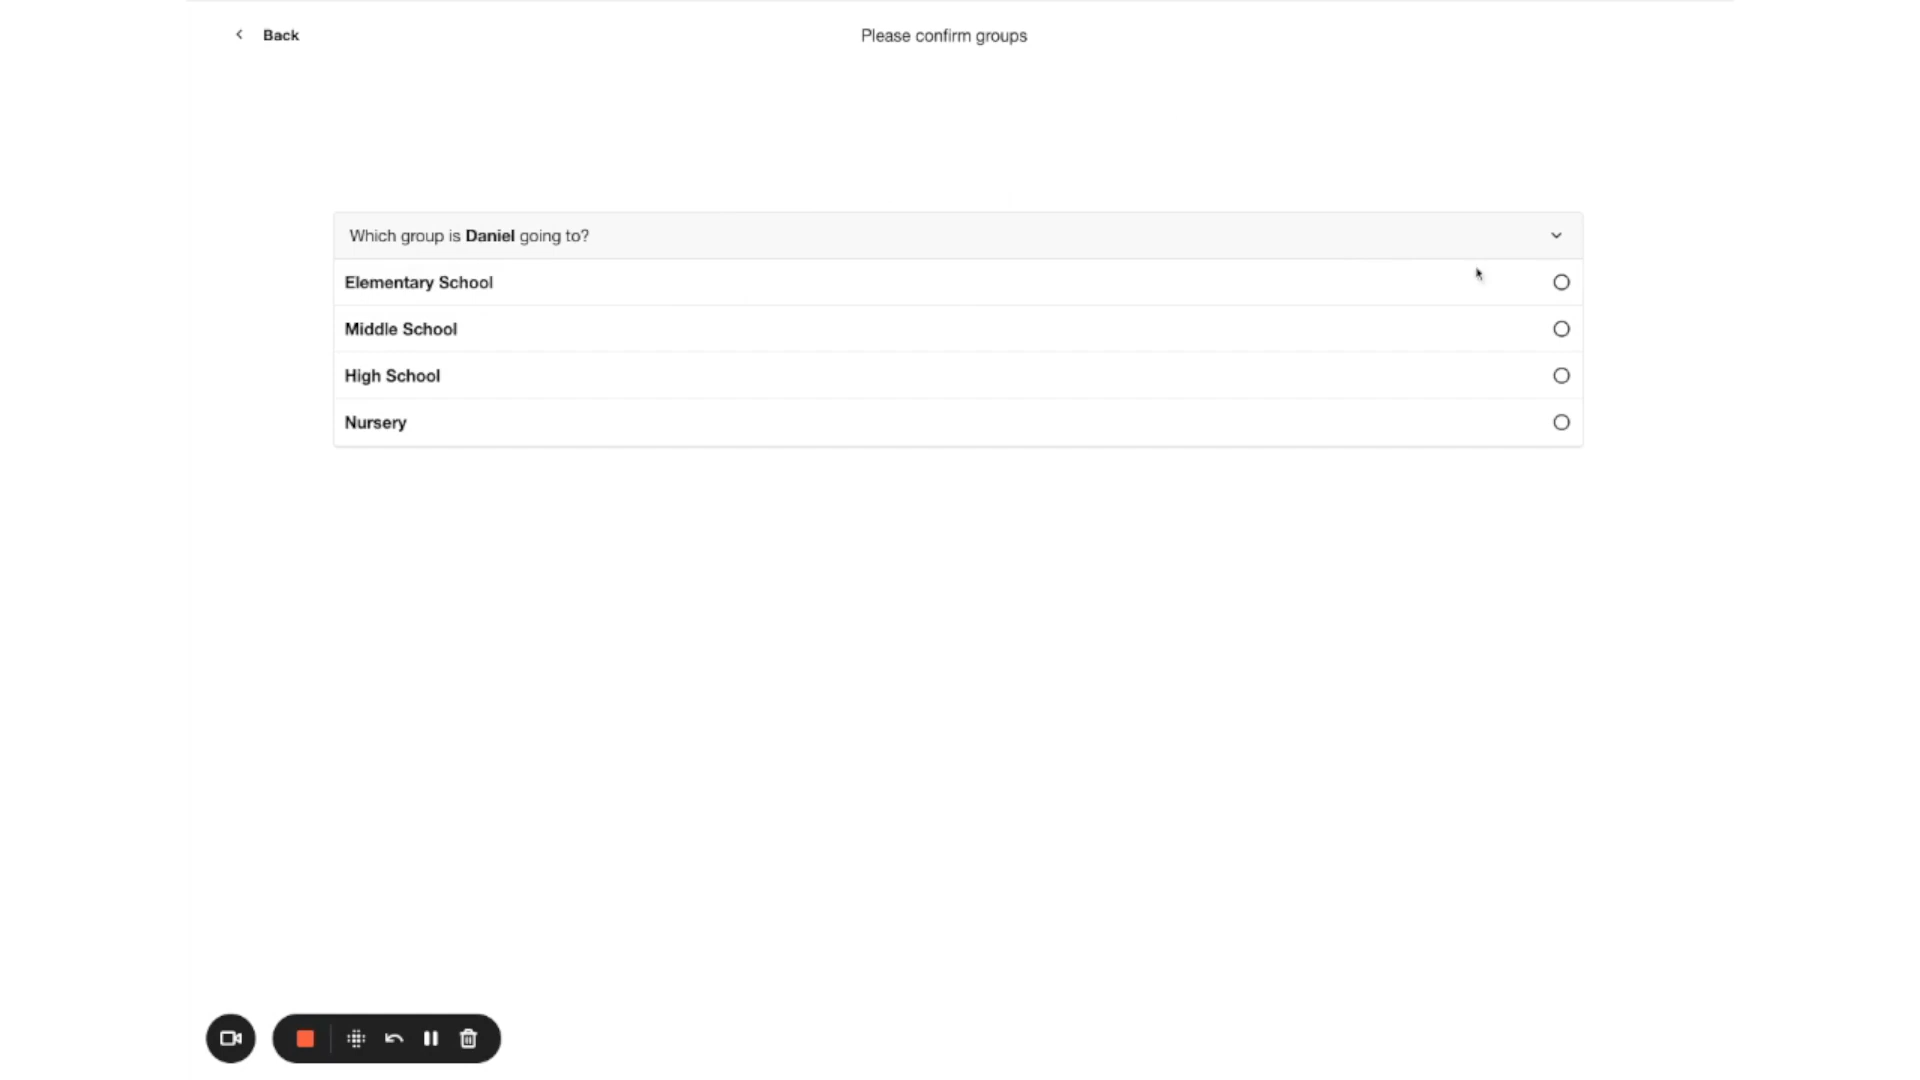 Back
Please confirm groups
Which group is Daniel going to?
Elementary School
Middle School
High School
Nursery